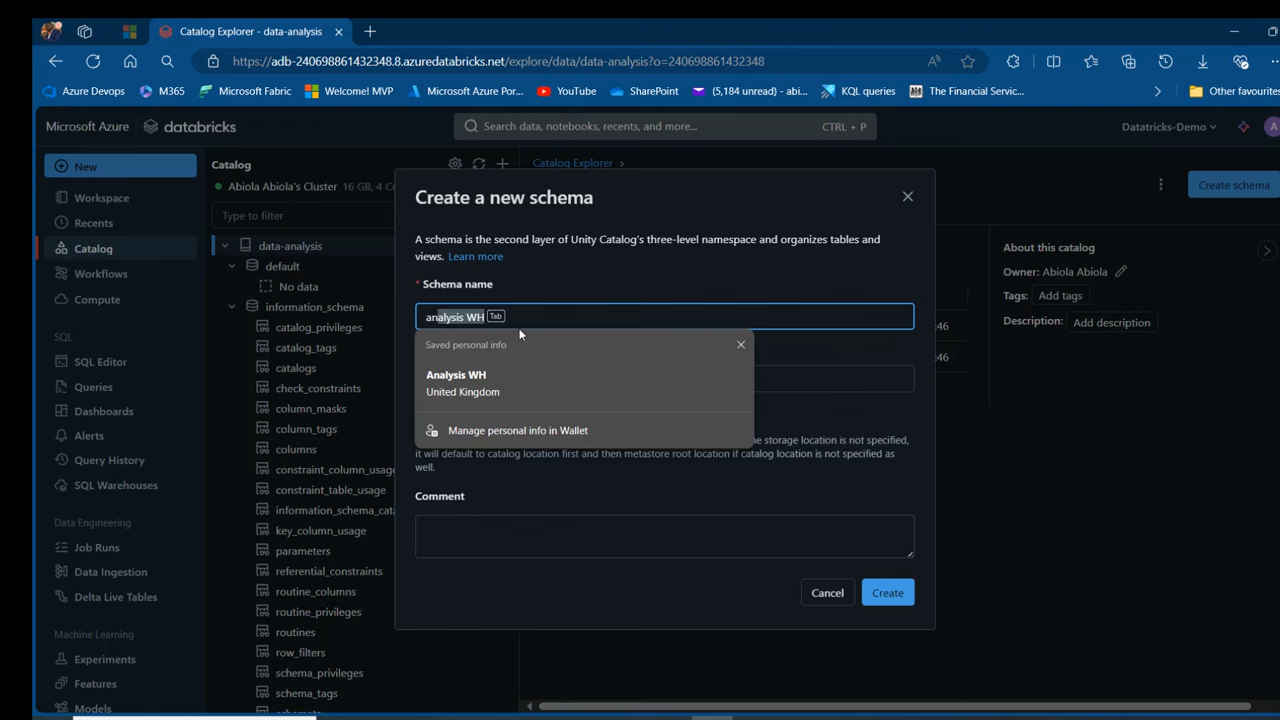 Catalog Explorer - data-analysis
https://adb-240698861432348.8.azuredatabricks.net/explore/data/data-analysis?o=240698861432348
Azure Devops
M365
Microsoft Fabric
Welcome! MVP
Microsoft Azure Por...
YouTube
SharePoint
(5,184 unread) - abi...
KQL queries
The Financial Servic...
Other favourites
Microsoft Azure
databricks
Search data, notebooks, recents, and more...
CTRL + P
Datatricks-Demo
A
New
Workspace
Recents
Catalog
Workflows
Compute
SQL
SQL Editor
Queries
Dashboards
Alerts
Query History
SQL Warehouses
Data Engineering
Job Runs
Data Ingestion
Delta Live Tables
Machine Learning
Experiments
Features
Models
Catalog
Abiola Abiola's Cluster 16 GB, 4 C
Type to filter
data-analysis
default
No data
information_schema
catalog_privileges
catalog_tags
catalogs
check_constraints
column_masks
column_tags
columns
constraint_column_usage
constraint_table_usage
information_schema_cata
key_column_usage
parameters
referential_constraints
routine_columns
routine_privileges
routines
row_filters
schema_privileges
schema_tags
Catalog Explorer
Create schema
Create a new schema
A schema is the second layer of Unity Catalog's three-level namespace and organizes tables and
views. Learn more
* Schema name
analysis WH Tab
Saved personal info
Analysis WH
United Kingdom
Manage personal info in Wallet
he storage location is not specified,
it will default to catalog location first and then metastore root location if catalog location is not specified as
well.
Comment
Cancel
Create
:46
:46
About this catalog
Owner: Abiola Abiola
Tags: Add tags
Description: Add description